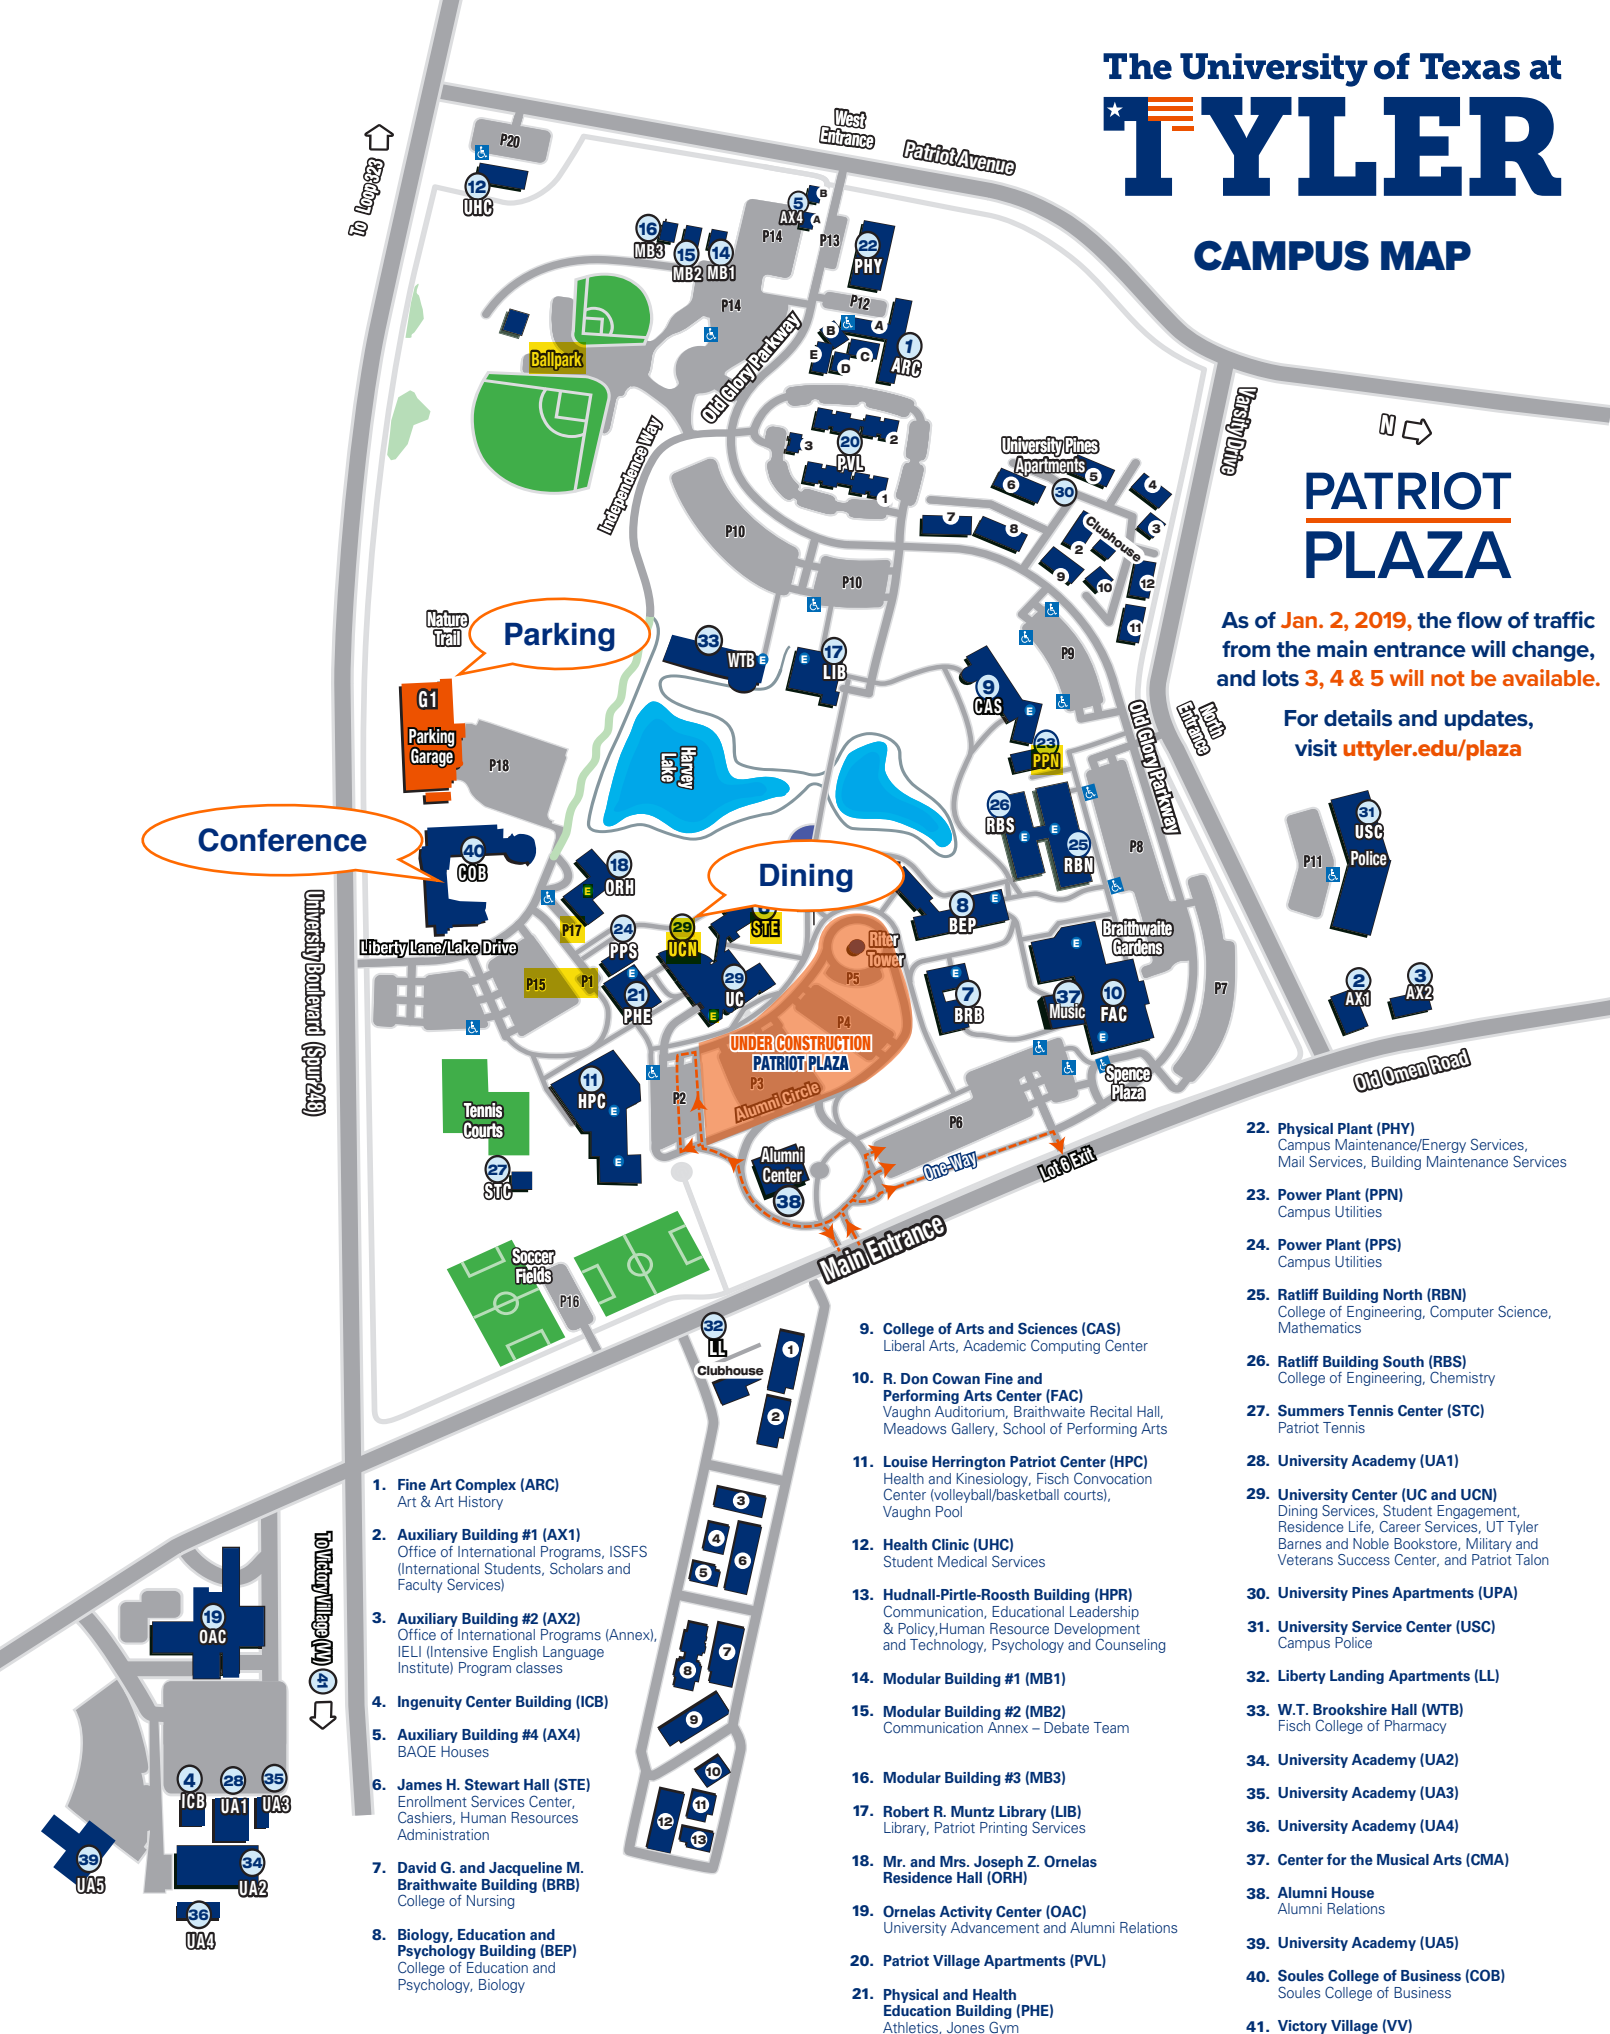 The University of Texas at
TYLER
CAMPUS MAP
West
Entrance
Patriot Avenue
To Loop 323
P20
12
UHC
16
MB3
15
MB2
14
MB1
5
AX4
B
A
P14
P13
22
PHY
P14
P12
B
A
E
C
D
1
ARC
Ballpark
Old Glory Parkway
Independence Way
Varsity Drive
N
3
20
PVL
2
1
University Pines
Apartments
30
6
5
4
3
7
8
Clubhouse
2
9
10
12
11
P10
P10
PATRIOT
PLAZA
As of Jan. 2, 2019, the flow of traffic
from the main entrance will change,
and lots 3, 4 & 5 will not be available.
For details and updates,
visit uttyler.edu/plaza
Nature
Trail
Parking
33
WTB
E
E
17
LIB
P9
9
CAS
E
G1
Parking
Garage
P18
Harvey
Lake
23
PPN
Old Glory Parkway
North
Entrance
26
RBS
E
E
25
RBN
P8
31
USC
Police
P11
Conference
40
COB
18
ORH
E
Dining
8
BEP
E
University Boulevard (Spur 248)
Liberty Lane/Lake Drive
P17
24
PPS
29
UCN
STE
Riter
Tower
E
Braithwaite
Gardens
P15
P1
E
21
PHE
29
UC
E
P5
P4
E
7
BRB
37
Music
10
FAC
E
P7
2
AX1
3
AX2
UNDER CONSTRUCTION
PATRIOT PLAZA
P3
Alumni Circle
11
HPC
E
E
P2
P6
Spence
Plaza
Old Omen Road
Tennis
Courts
27
STC
Alumni
Center
38
One-Way
Lot 6 Exit
Main Entrance
Soccer
Fields
P16
32
LL
Clubhouse
1
2
3
4
5
6
7
8
9
10
11
12
13
To Victory Village (VV)
41
19
OAC
4
ICB
28
UA1
35
UA3
39
UA5
34
UA2
36
UA4
1. Fine Art Complex (ARC)
Art & Art History
2. Auxiliary Building #1 (AX1)
Office of International Programs, ISSFS
(International Students, Scholars and
Faculty Services)
3. Auxiliary Building #2 (AX2)
Office of International Programs (Annex),
IELI (Intensive English Language
Institute) Program classes
4. Ingenuity Center Building (ICB)
5. Auxiliary Building #4 (AX4)
BAQE Houses
6. James H. Stewart Hall (STE)
Enrollment Services Center,
Cashiers, Human Resources
Administration
7. David G. and Jacqueline M.
Braithwaite Building (BRB)
College of Nursing
8. Biology, Education and
Psychology Building (BEP)
College of Education and
Psychology, Biology
9. College of Arts and Sciences (CAS)
Liberal Arts, Academic Computing Center
10. R. Don Cowan Fine and
Performing Arts Center (FAC)
Vaughn Auditorium, Braithwaite Recital Hall,
Meadows Gallery, School of Performing Arts
11. Louise Herrington Patriot Center (HPC)
Health and Kinesiology, Fisch Convocation
Center (volleyball/basketball courts),
Vaughn Pool
12. Health Clinic (UHC)
Student Medical Services
13. Hudnall-Pirtle-Roosth Building (HPR)
Communication, Educational Leadership
& Policy,Human Resource Development
and Technology, Psychology and Counseling
14. Modular Building #1 (MB1)
15. Modular Building #2 (MB2)
Communication Annex – Debate Team
16. Modular Building #3 (MB3)
17. Robert R. Muntz Library (LIB)
Library, Patriot Printing Services
18. Mr. and Mrs. Joseph Z. Ornelas
Residence Hall (ORH)
19. Ornelas Activity Center (OAC)
University Advancement and Alumni Relations
20. Patriot Village Apartments (PVL)
21. Physical and Health
Education Building (PHE)
Athletics, Jones Gym
22. Physical Plant (PHY)
Campus Maintenance/Energy Services,
Mail Services, Building Maintenance Services
23. Power Plant (PPN)
Campus Utilities
24. Power Plant (PPS)
Campus Utilities
25. Ratliff Building North (RBN)
College of Engineering, Computer Science,
Mathematics
26. Ratliff Building South (RBS)
College of Engineering, Chemistry
27. Summers Tennis Center (STC)
Patriot Tennis
28. University Academy (UA1)
29. University Center (UC and UCN)
Dining Services, Student Engagement,
Residence Life, Career Services, UT Tyler
Barnes and Noble Bookstore, Military and
Veterans Success Center, and Patriot Talon
30. University Pines Apartments (UPA)
31. University Service Center (USC)
Campus Police
32. Liberty Landing Apartments (LL)
33. W.T. Brookshire Hall (WTB)
Fisch College of Pharmacy
34. University Academy (UA2)
35. University Academy (UA3)
36. University Academy (UA4)
37. Center for the Musical Arts (CMA)
38. Alumni House
Alumni Relations
39. University Academy (UA5)
40. Soules College of Business (COB)
Soules College of Business
41. Victory Village (VV)